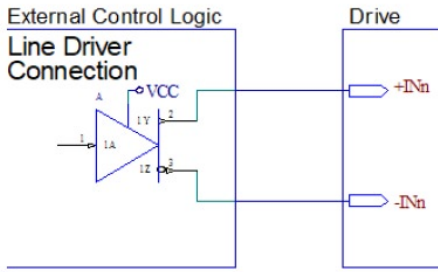 External Control Logic
Drive
Line Driver
Connection
A
VCC
1Y
2
+INn
1
1A
1Z
3
-INn